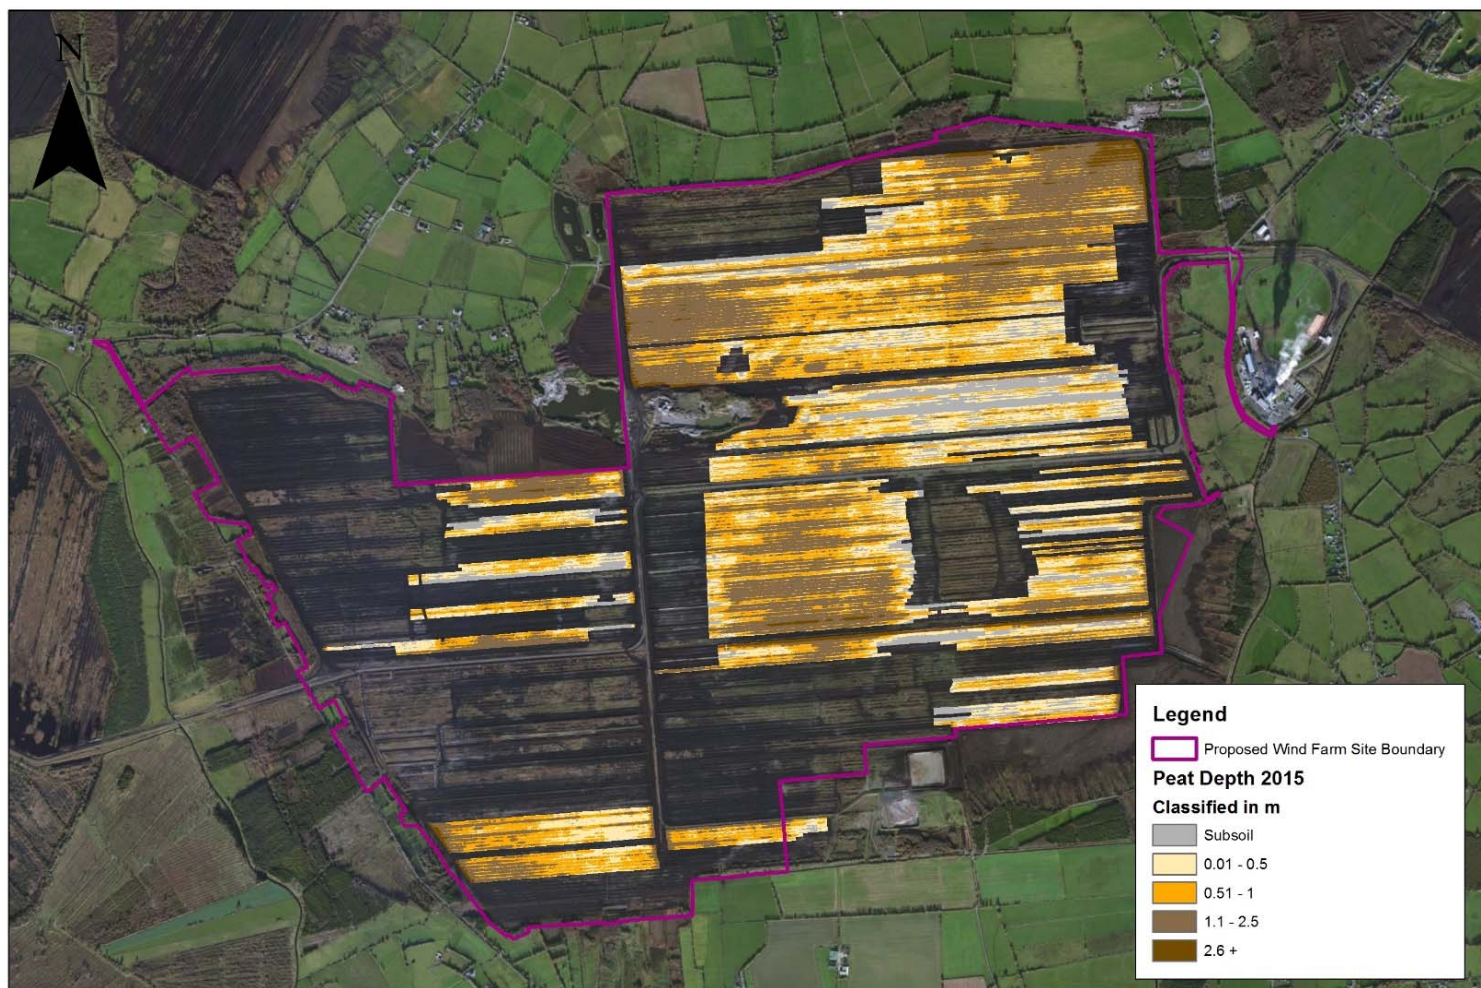 N
Legend
Proposed Wind Farm Site Boundary
Peat Depth 2015
Classified in m
Subsoil
0.01 - 0.5
0.51 - 1
1.1 - 2.5
2.6 +